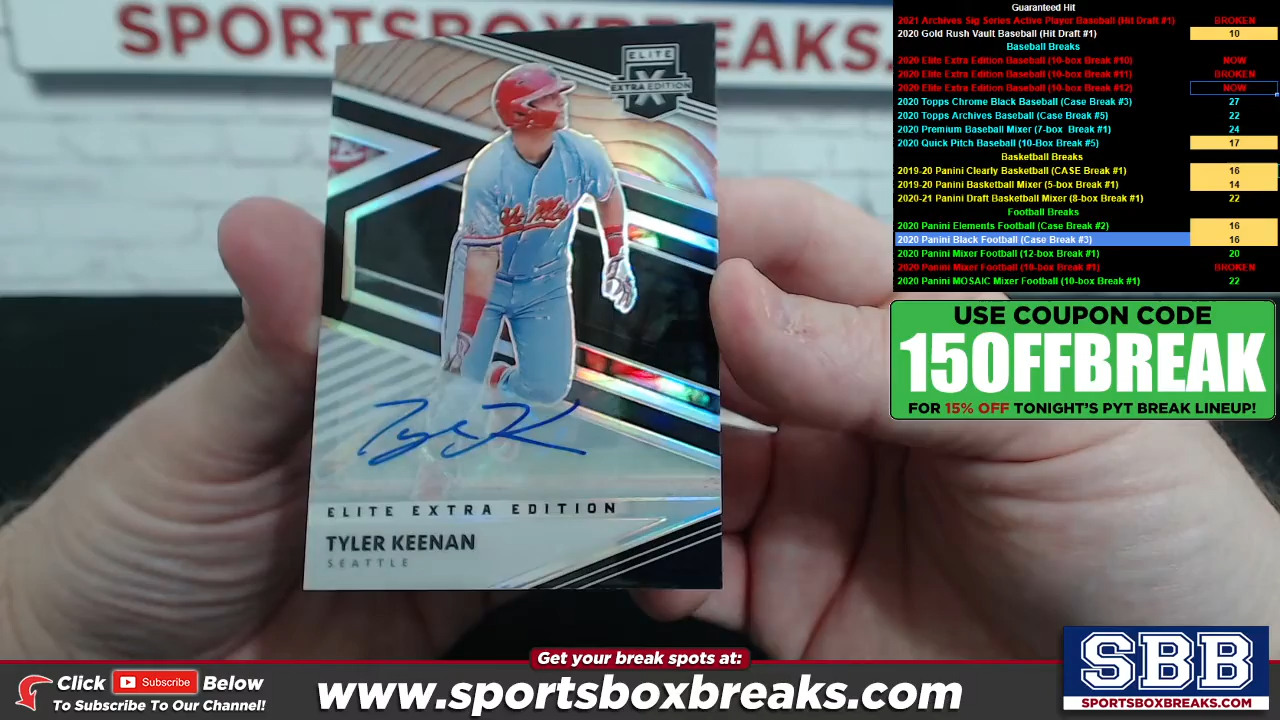 SPORTSBOXBREAKS.
ELITE
EXTRA EDITION
X
Ole Miss
ELITE EXTRA EDITION
TYLER KEENAN
SEATTLE
Guaranteed Hit
2021 Archives Sig Series Active Player Baseball (Hit Draft #1) BROKEN
2020 Gold Rush Vault Baseball (Hit Draft #1) 10
Baseball Breaks
2020 Elite Extra Edition Baseball (10-box Break #10) NOW
2020 Elite Extra Edition Baseball (10-box Break #11) BROKEN
2020 Elite Extra Edition Baseball (10-box Break #12) NOW
2020 Topps Chrome Black Baseball (Case Break #3) 27
2020 Topps Archives Baseball (Case Break #5) 22
2020 Premium Baseball Mixer (7-box Break #1) 24
2020 Quick Pitch Baseball (10-Box Break #5) 17
Basketball Breaks
2019-20 Panini Clearly Basketball (CASE Break #1) 16
2019-20 Panini Basketball Mixer (5-box Break #1) 14
2020-21 Panini Draft Basketball Mixer (8-box Break #1) 22
Football Breaks
2020 Panini Elements Football (Case Break #2) 16
2020 Panini Black Football (Case Break #3) 16
2020 Panini Mixer Football (12-box Break #1) 20
2020 Panini Mixer Football (18-box Break #1) BROKEN
2020 Panini MOSAIC Mixer Football (10-box Break #1) 22
USE COUPON CODE
15OFFBREAK
FOR 15% OFF TONIGHT'S PYT BREAK LINEUP!
Get your break spots at:
Click Subscribe Below
To Subscribe To Our Channel!
www.sportsboxbreaks.com
SBB
SPORTSBOXBREAKS.COM